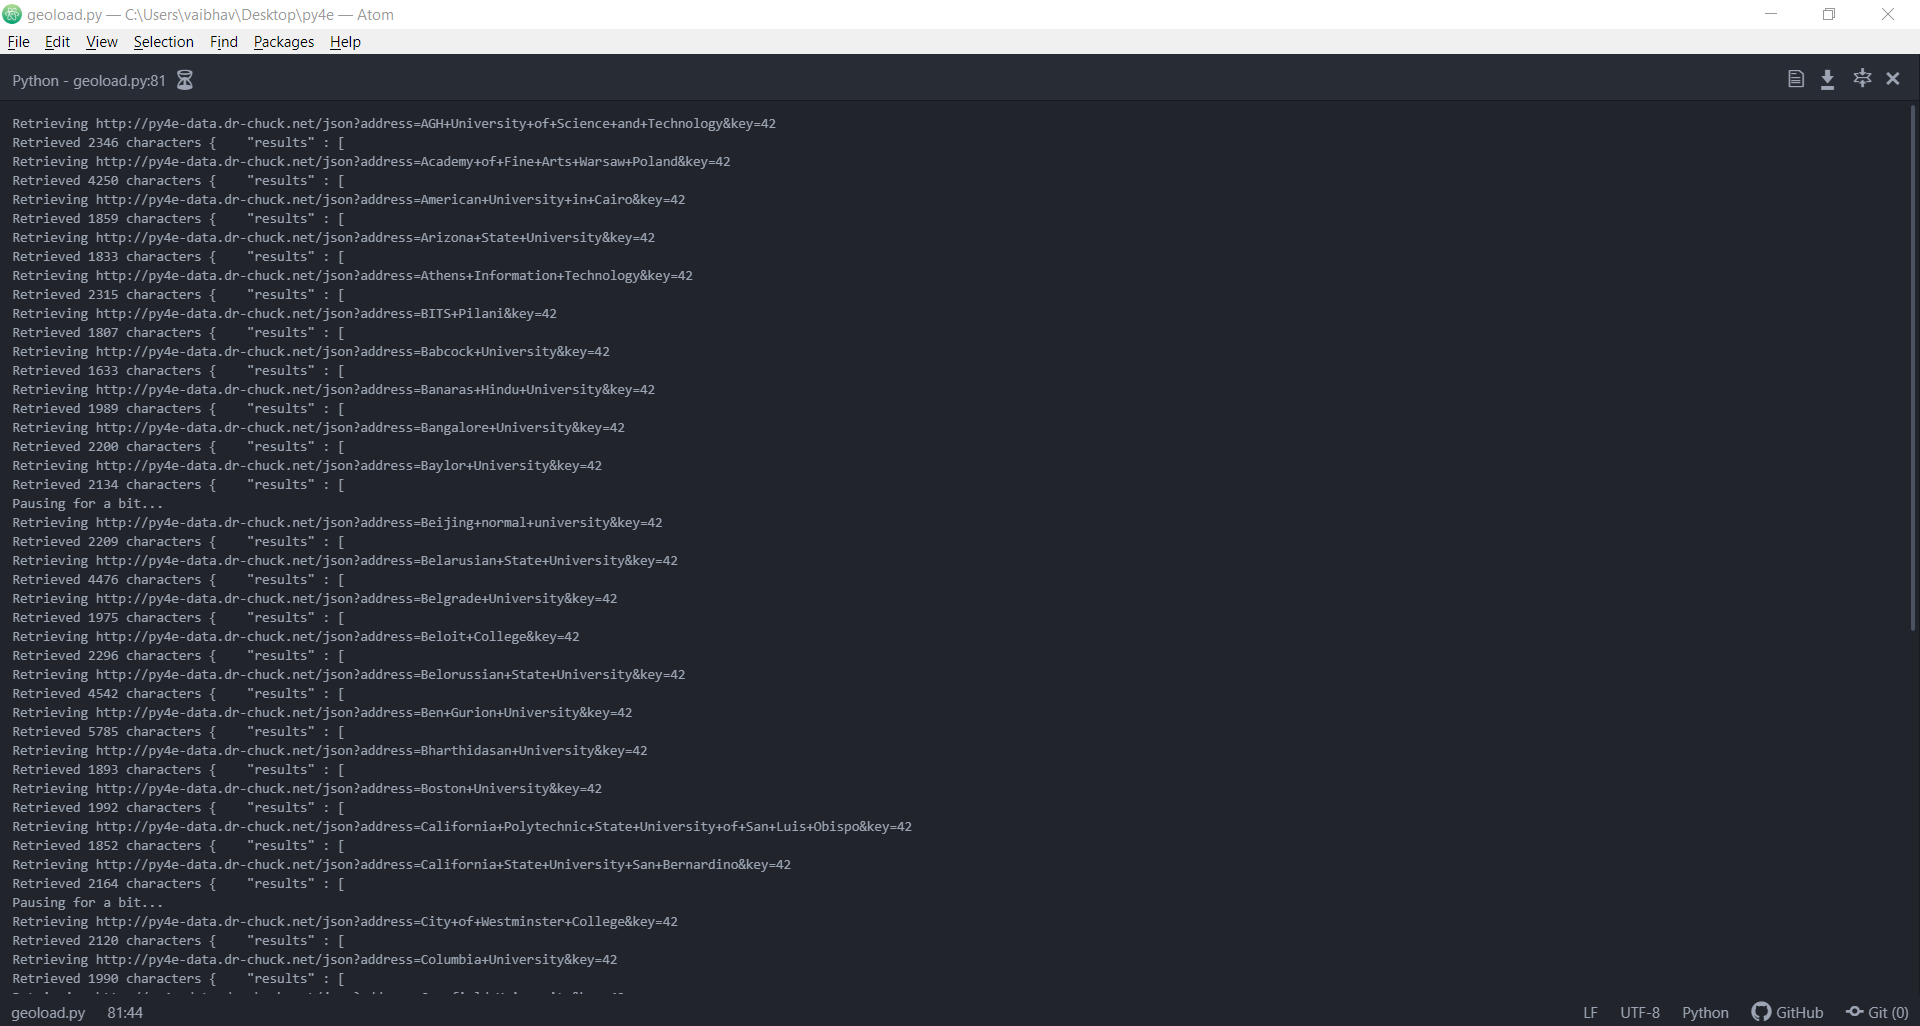 geoload.py — C:\Users\vaibhav\Desktop\py4e — Atom
File Edit View Selection Find Packages Help
Python - geoload.py:81
Retrieving http://py4e-data.dr-chuck.net/json?address=AGH+University+of+Science+and+Technology&key=42
Retrieved 2346 characters {    "results" : [
Retrieving http://py4e-data.dr-chuck.net/json?address=Academy+of+Fine+Arts+Warsaw+Poland&key=42
Retrieved 4250 characters {    "results" : [
Retrieving http://py4e-data.dr-chuck.net/json?address=American+University+in+Cairo&key=42
Retrieved 1859 characters {    "results" : [
Retrieving http://py4e-data.dr-chuck.net/json?address=Arizona+State+University&key=42
Retrieved 1833 characters {    "results" : [
Retrieving http://py4e-data.dr-chuck.net/json?address=Athens+Information+Technology&key=42
Retrieved 2315 characters {    "results" : [
Retrieving http://py4e-data.dr-chuck.net/json?address=BITS+Pilani&key=42
Retrieved 1807 characters {    "results" : [
Retrieving http://py4e-data.dr-chuck.net/json?address=Babcock+University&key=42
Retrieved 1633 characters {    "results" : [
Retrieving http://py4e-data.dr-chuck.net/json?address=Banaras+Hindu+University&key=42
Retrieved 1989 characters {    "results" : [
Retrieving http://py4e-data.dr-chuck.net/json?address=Bangalore+University&key=42
Retrieved 2200 characters {    "results" : [
Retrieving http://py4e-data.dr-chuck.net/json?address=Baylor+University&key=42
Retrieved 2134 characters {    "results" : [
Pausing for a bit...
Retrieving http://py4e-data.dr-chuck.net/json?address=Beijing+normal+university&key=42
Retrieved 2209 characters {    "results" : [
Retrieving http://py4e-data.dr-chuck.net/json?address=Belarusian+State+University&key=42
Retrieved 4476 characters {    "results" : [
Retrieving http://py4e-data.dr-chuck.net/json?address=Belgrade+University&key=42
Retrieved 1975 characters {    "results" : [
Retrieving http://py4e-data.dr-chuck.net/json?address=Beloit+College&key=42
Retrieved 2296 characters {    "results" : [
Retrieving http://py4e-data.dr-chuck.net/json?address=Belorussian+State+University&key=42
Retrieved 4542 characters {    "results" : [
Retrieving http://py4e-data.dr-chuck.net/json?address=Ben+Gurion+University&key=42
Retrieved 5785 characters {    "results" : [
Retrieving http://py4e-data.dr-chuck.net/json?address=Bharthidasan+University&key=42
Retrieved 1893 characters {    "results" : [
Retrieving http://py4e-data.dr-chuck.net/json?address=Boston+University&key=42
Retrieved 1992 characters {    "results" : [
Retrieving http://py4e-data.dr-chuck.net/json?address=California+Polytechnic+State+University+of+San+Luis+Obispo&key=42
Retrieved 1852 characters {    "results" : [
Retrieving http://py4e-data.dr-chuck.net/json?address=California+State+University+San+Bernardino&key=42
Retrieved 2164 characters {    "results" : [
Pausing for a bit...
Retrieving http://py4e-data.dr-chuck.net/json?address=City+of+Westminster+College&key=42
Retrieved 2120 characters {    "results" : [
Retrieving http://py4e-data.dr-chuck.net/json?address=Columbia+University&key=42
Retrieved 1990 characters {    "results" : [
geoload.py 81:44 LF UTF-8 Python GitHub Git (0)